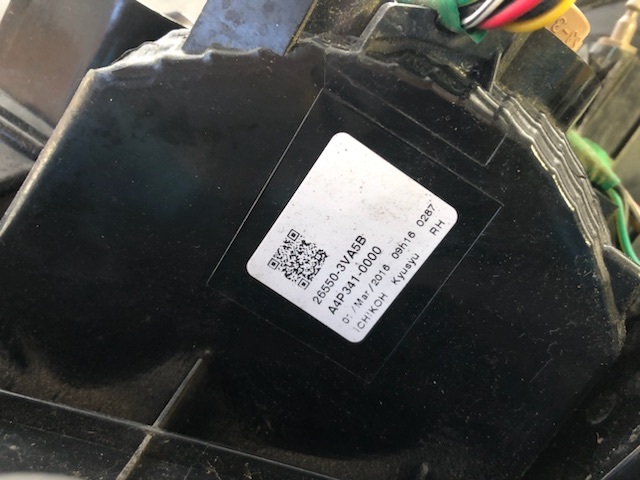 26550-3VA5B
A4P341-0000
/Mar/2016 09h16 0287
ICHIKOH Kyusyu RH